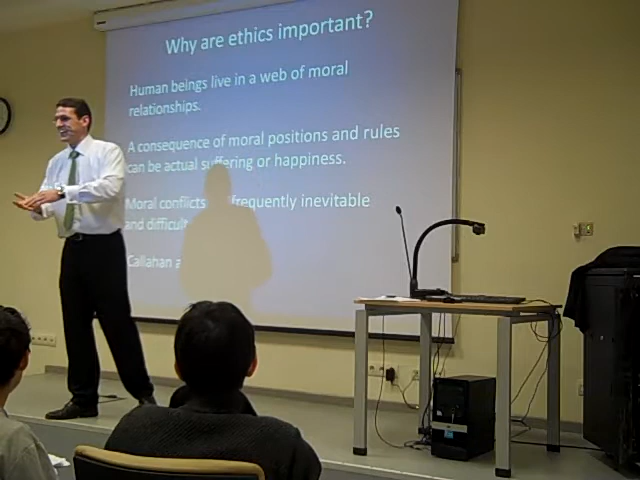 Why are ethics important?
Human beings live in a web of moral
relationships.
A consequence of moral positions and rules
can be actual suffering or happiness.
Moral conflicts frequently inevitable
and difficult
Callahan